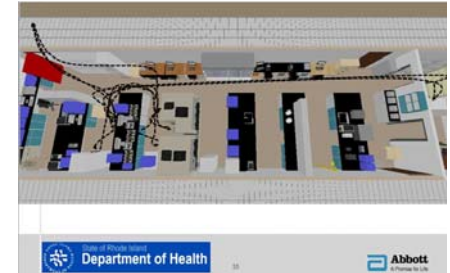 State of Rhode Island
Department of Health
Abbott
A Promise for Life